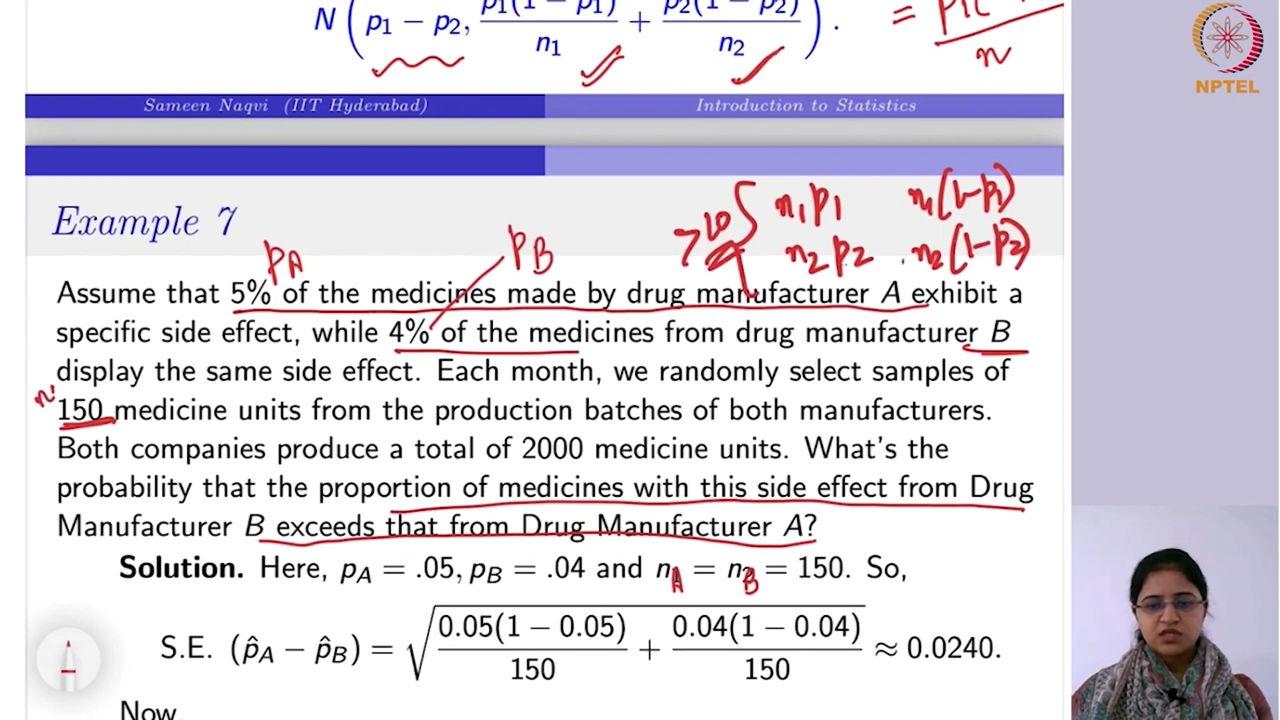 N ( p₁ − p₂, p₁(1 − p₁)/n₁ + p₂(1 − p₂)/n₂ ).
= /n
NPTEL
Sameen Naqvi (IIT Hyderabad) Introduction to Statistics
Example 7
>10 { n₁p₁ n₁(1-p₁)
n₂p₂ . n₂(1-p₂)
pA pB
Assume that 5% of the medicines made by drug manufacturer A exhibit a
specific side effect, while 4% of the medicines from drug manufacturer B
display the same side effect. Each month, we randomly select samples of
150 medicine units from the production batches of both manufacturers.
Both companies produce a total of 2000 medicine units. What's the
probability that the proportion of medicines with this side effect from Drug
Manufacturer B exceeds that from Drug Manufacturer A?
Solution. Here, pA = .05, pB = .04 and nA = nB = 150. So,
S.E. (p̂A − p̂B) = √( 0.05(1 − 0.05)/150 + 0.04(1 − 0.04)/150 ) ≈ 0.0240.
Now,